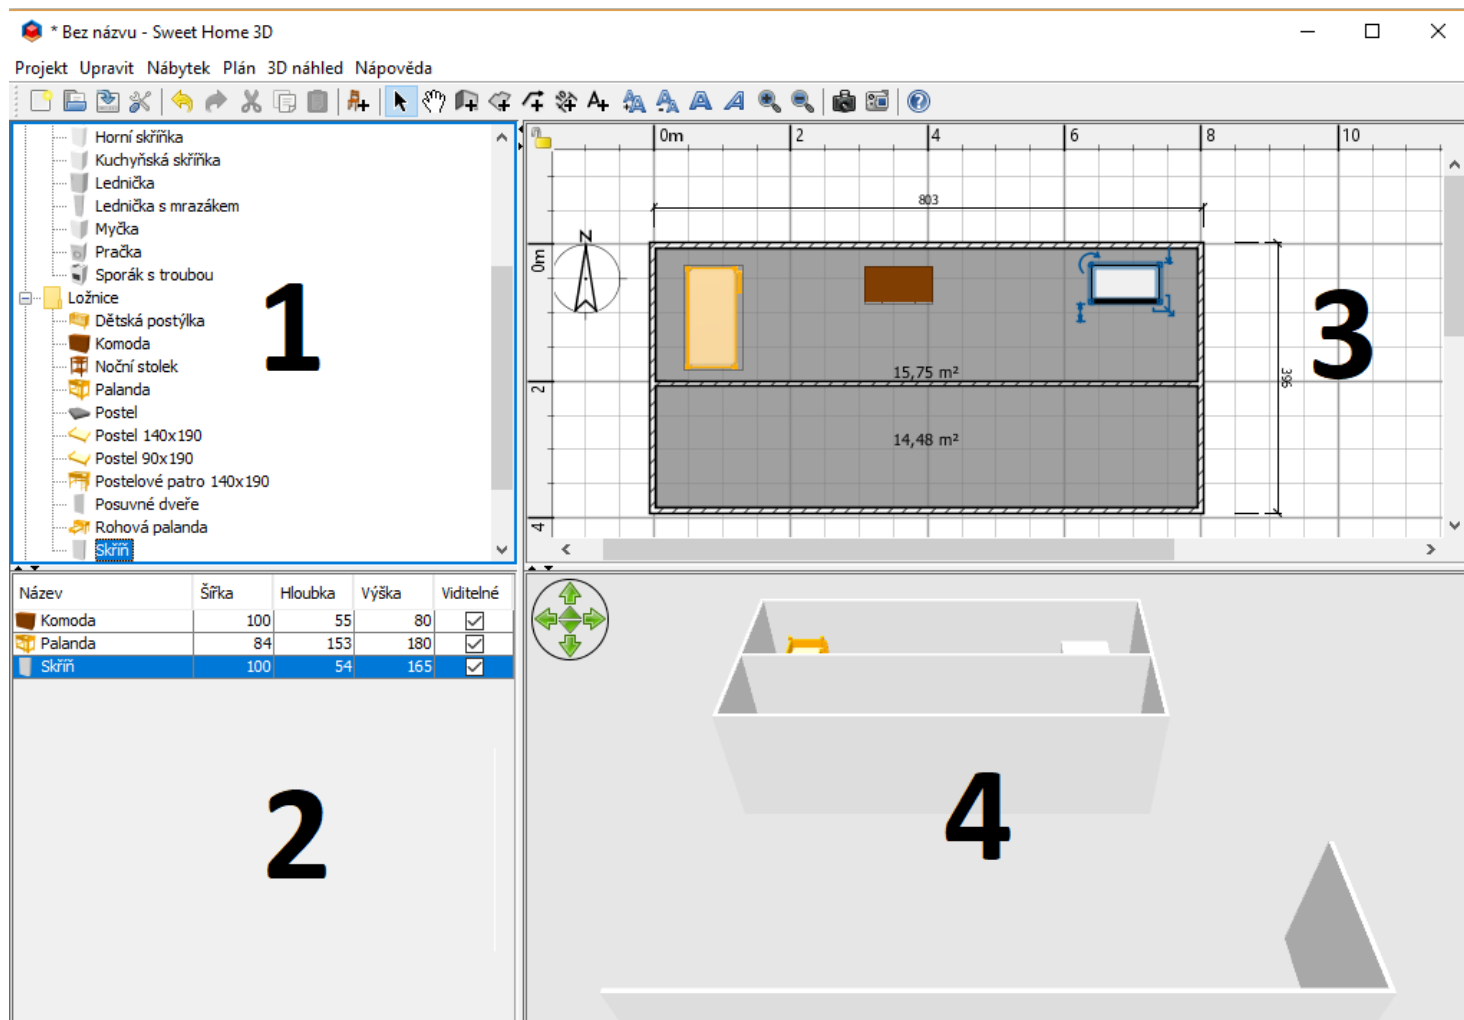 * Bez názvu - Sweet Home 3D
Projekt Upravit Nábytek Plán 3D náhled Nápověda
Horní skříňka
Kuchyňská skříňka
Lednička
Lednička s mrazákem
Myčka
Pračka
Sporák s troubou
Ložnice
Dětská postýlka
Komoda
Noční stolek
Palanda
Postel
Postel 140x190
Postel 90x190
Postelové patro 140x190
Posuvné dveře
Rohová palanda
Skříň
1
0m 2 4 6 8 10
0m
2
4
803
N
395
15,75 m²
14,48 m²
3
Název Šířka Hloubka Výška Viditelné
Komoda 100 55 80
Palanda 84 153 180
Skříň 100 54 165
2
4